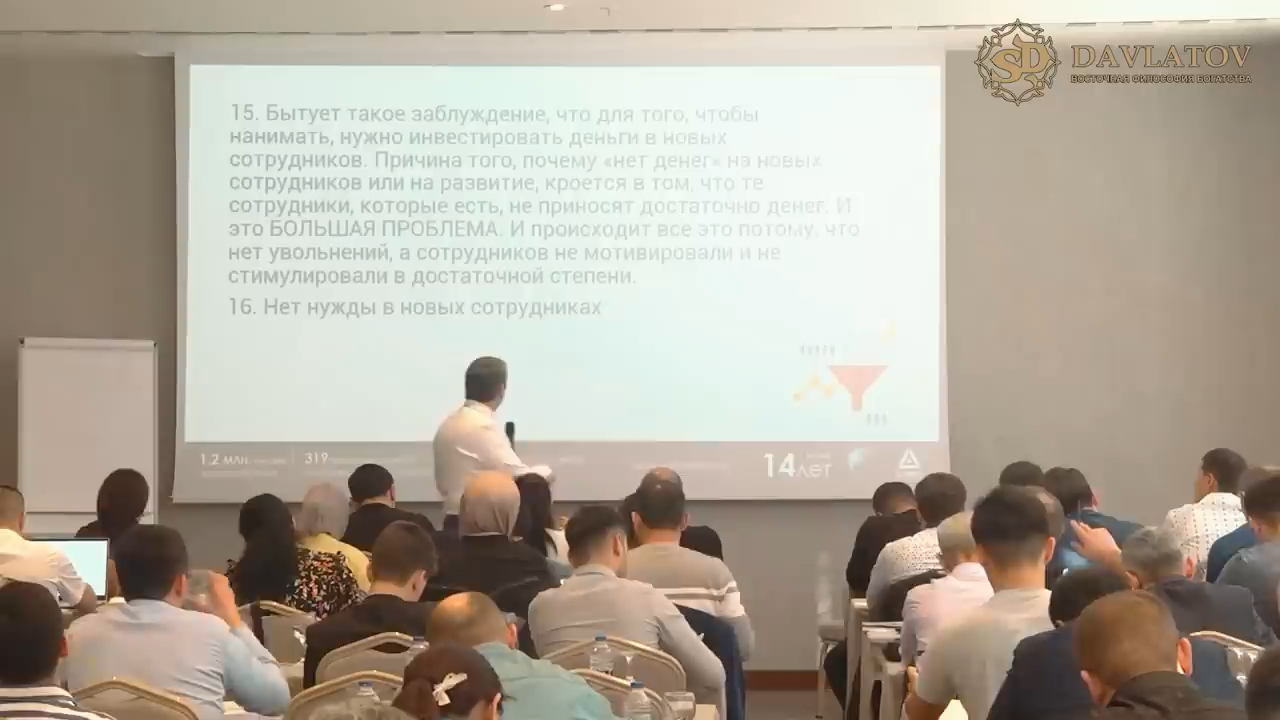 DAVLATOV
ВОСТОЧНАЯ ФИЛОСОФИЯ БОГАТСТВА
15. Бытует такое заблуждение, что для того, чтобы
нанимать, нужно инвестировать деньги в новых
сотрудников. Причина того, почему «нет денег» на новых
сотрудников или на развитие, кроется в том, что те
сотрудники, которые есть, не приносят достаточно денег. И
это БОЛЬШАЯ ПРОБЛЕМА. И происходит все это потому, что
нет увольнений, а сотрудников не мотивировали и не
стимулировали в достаточной степени.
16. Нет нужды в новых сотрудниках
1.2 МЛН.
319
14 ЛЕТ